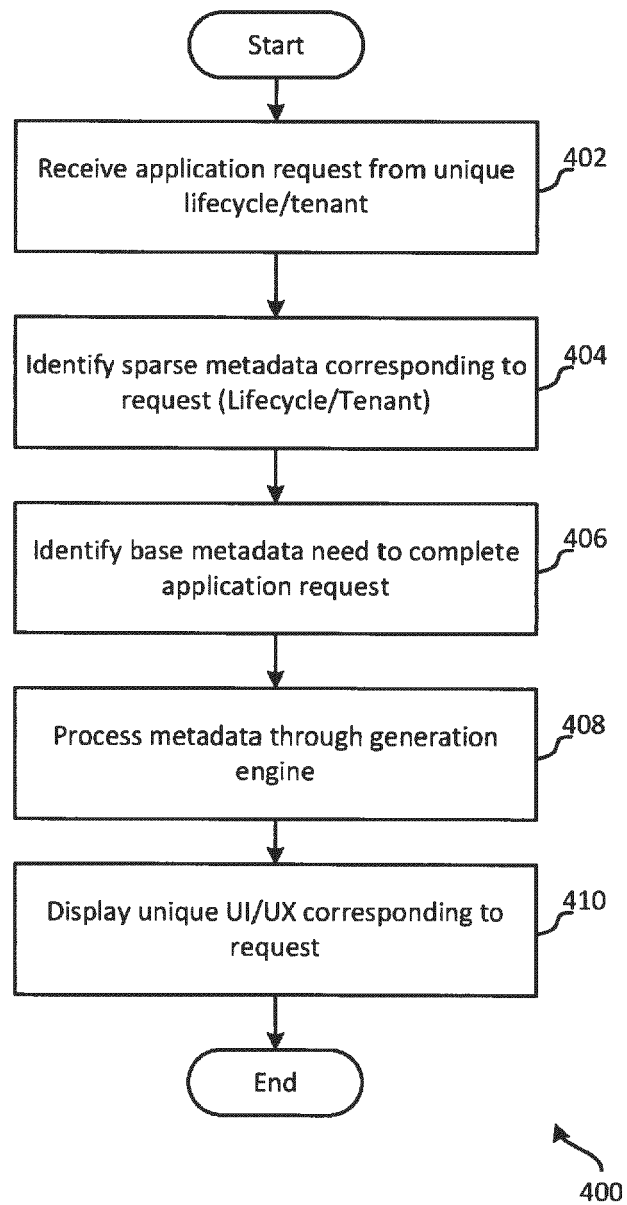 Start
Receive application request from unique
lifecycle/tenant
402
Identify sparse metadata corresponding to
request (Lifecycle/Tenant)
404
Identify base metadata need to complete
application request
406
Process metadata through generation
engine
408
Display unique UI/UX corresponding to
request
410
End
400